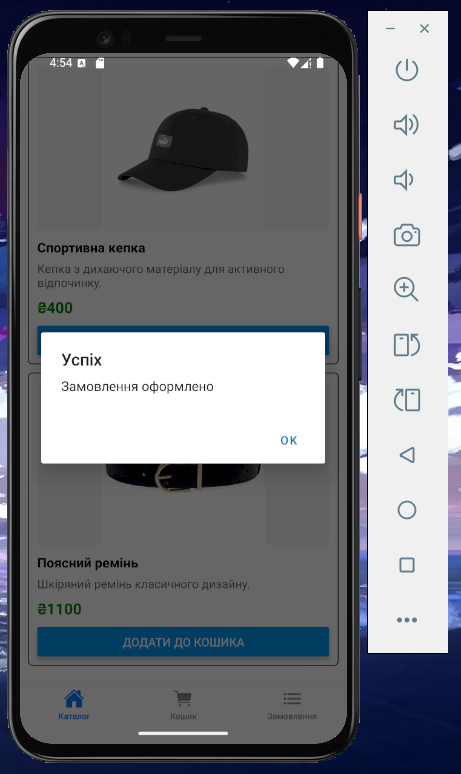 4:54
Спортивна кепка
Кепка з дихаючого матеріалу для активного
відпочинку.
₴400
Успіх
Замовлення оформлено
OK
Поясний ремінь
Шкіряний ремінь класичного дизайну.
₴1100
ДОДАТИ ДО КОШИКА
Каталог
Кошик
Замовлення